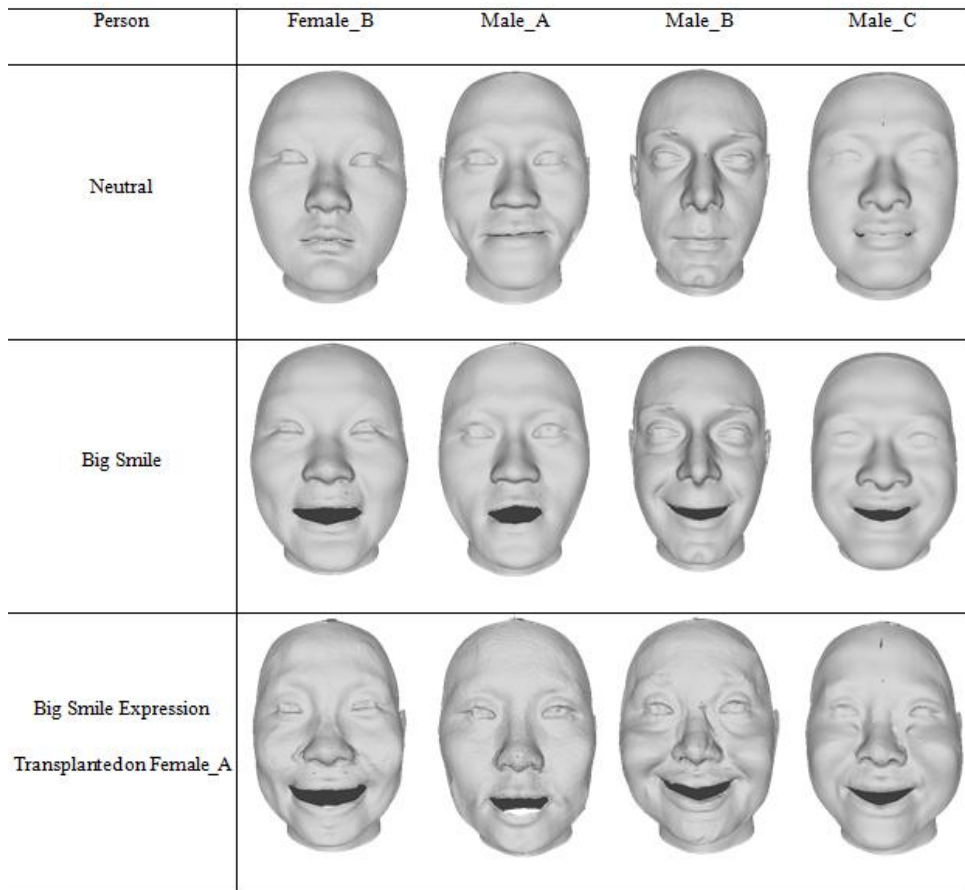 Person Female_B Male_A Male_B Male_C
Neutral
Big Smile
Big Smile Expression
Transplanted on Female_A